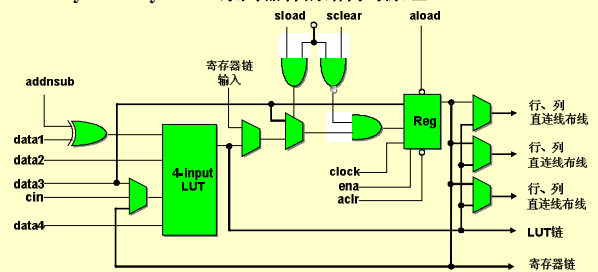 sload
sclear
aload
寄存器链
输入
addnsub
data1
data2
data3
cin
data4
4-input
LUT
Reg
clock
ena
aclr
行、列
直连线布线
行、列
直连线布线
行、列
直连线布线
LUT链
寄存器链